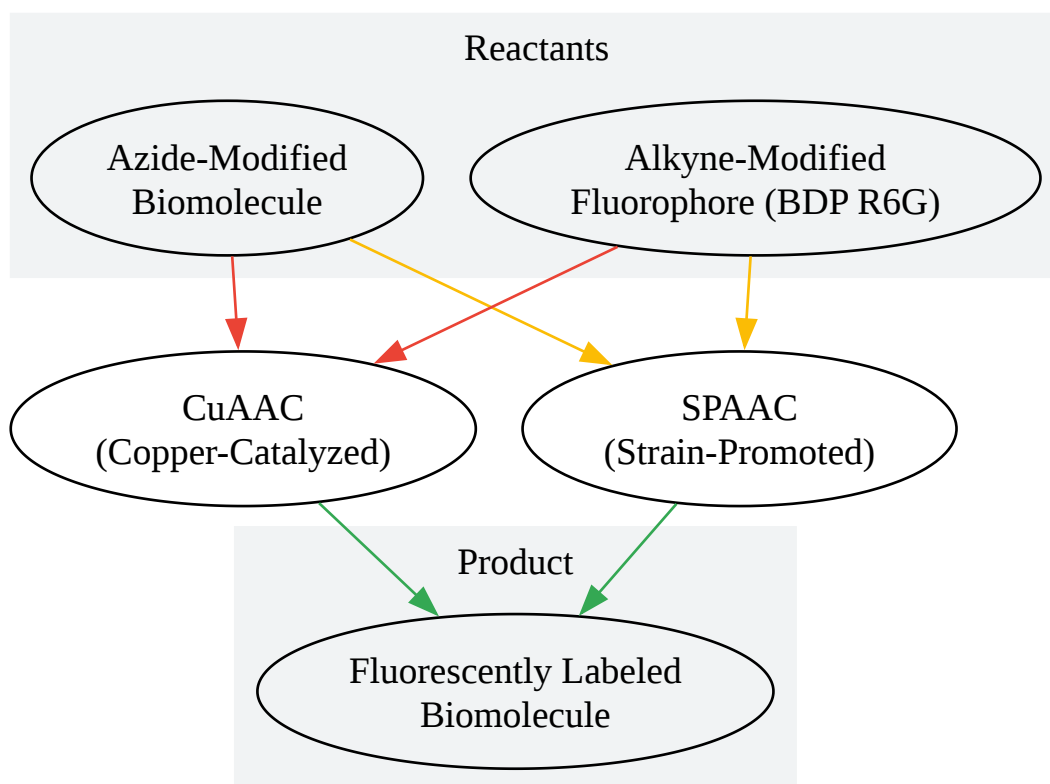 Reactants
Azide-Modified
Biomolecule
Alkyne-Modified
Fluorophore (BDP R6G)
CuAAC
(Copper-Catalyzed)
SPAAC
(Strain-Promoted)
Product
Fluorescently Labeled
Biomolecule